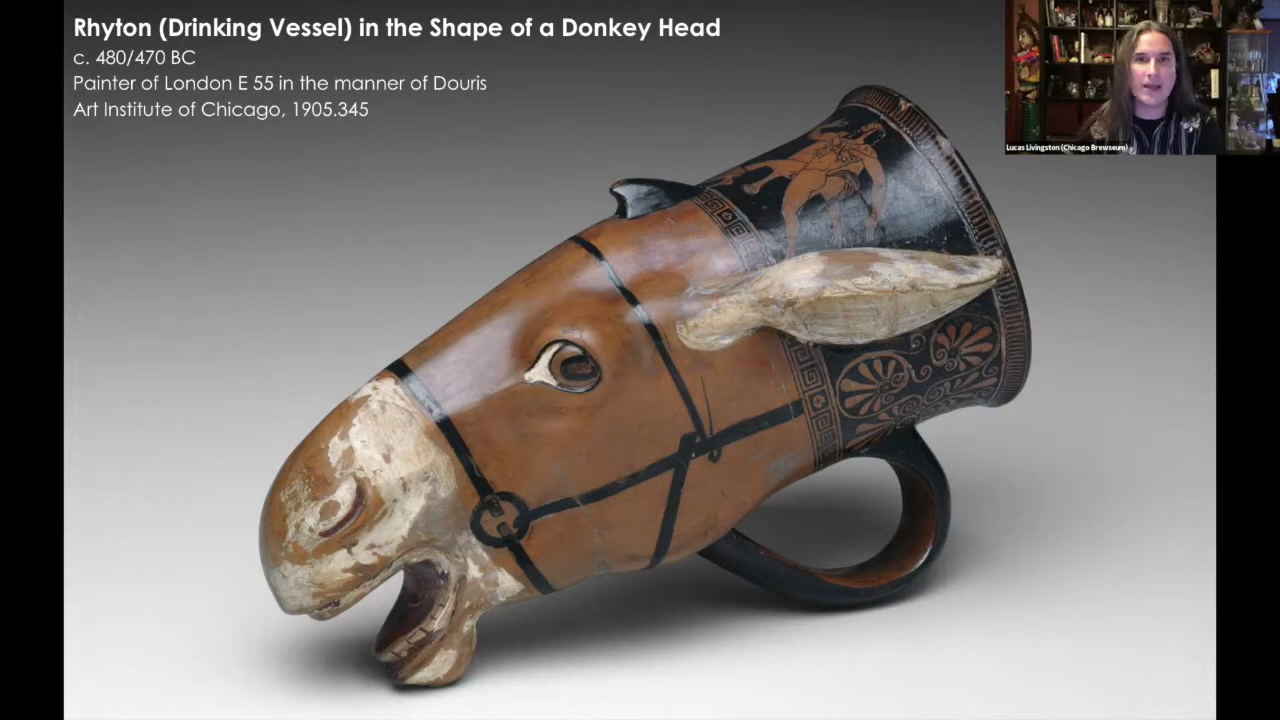 Rhyton (Drinking Vessel) in the Shape of a Donkey Head
c. 480/470 BC
Painter of London E 55 in the manner of Douris
Art Institute of Chicago, 1905.345
Lucas Livingston (Chicago Brewseum)